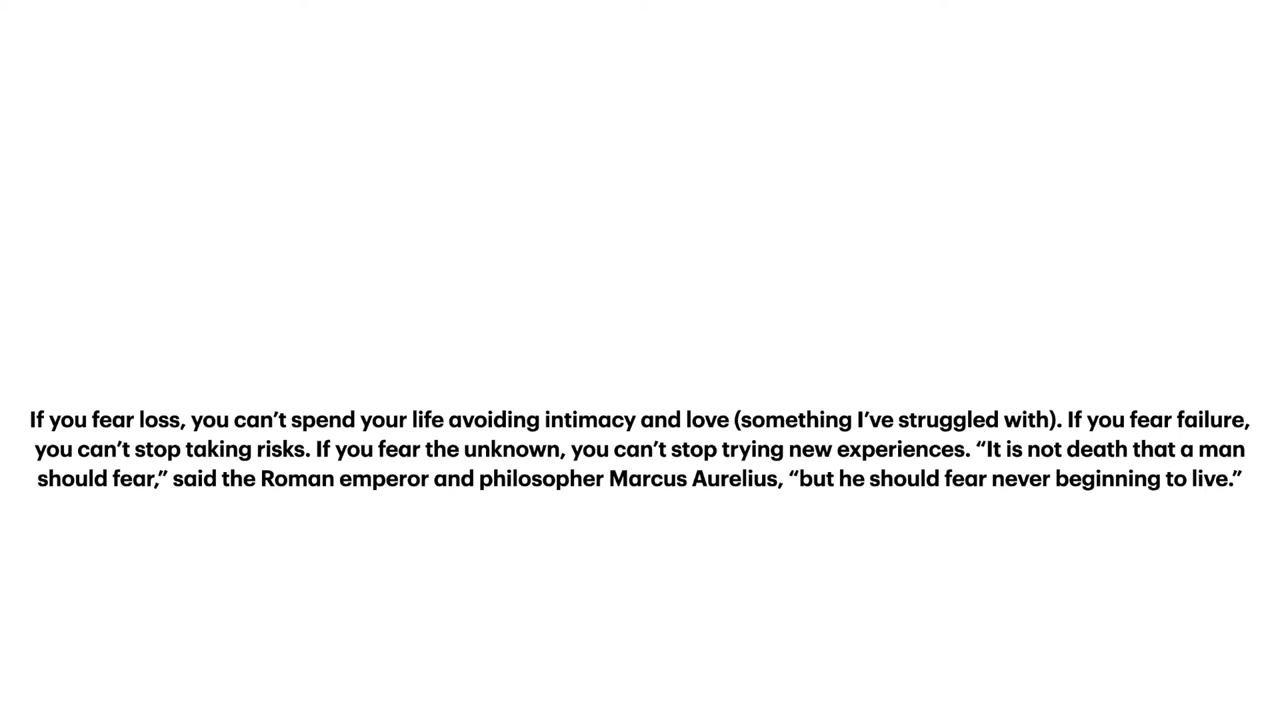 If you fear loss, you can’t spend your life avoiding intimacy and love (something I’ve struggled with). If you fear failure,
you can’t stop taking risks. If you fear the unknown, you can’t stop trying new experiences. “It is not death that a man
should fear,” said the Roman emperor and philosopher Marcus Aurelius, “but he should fear never beginning to live.”